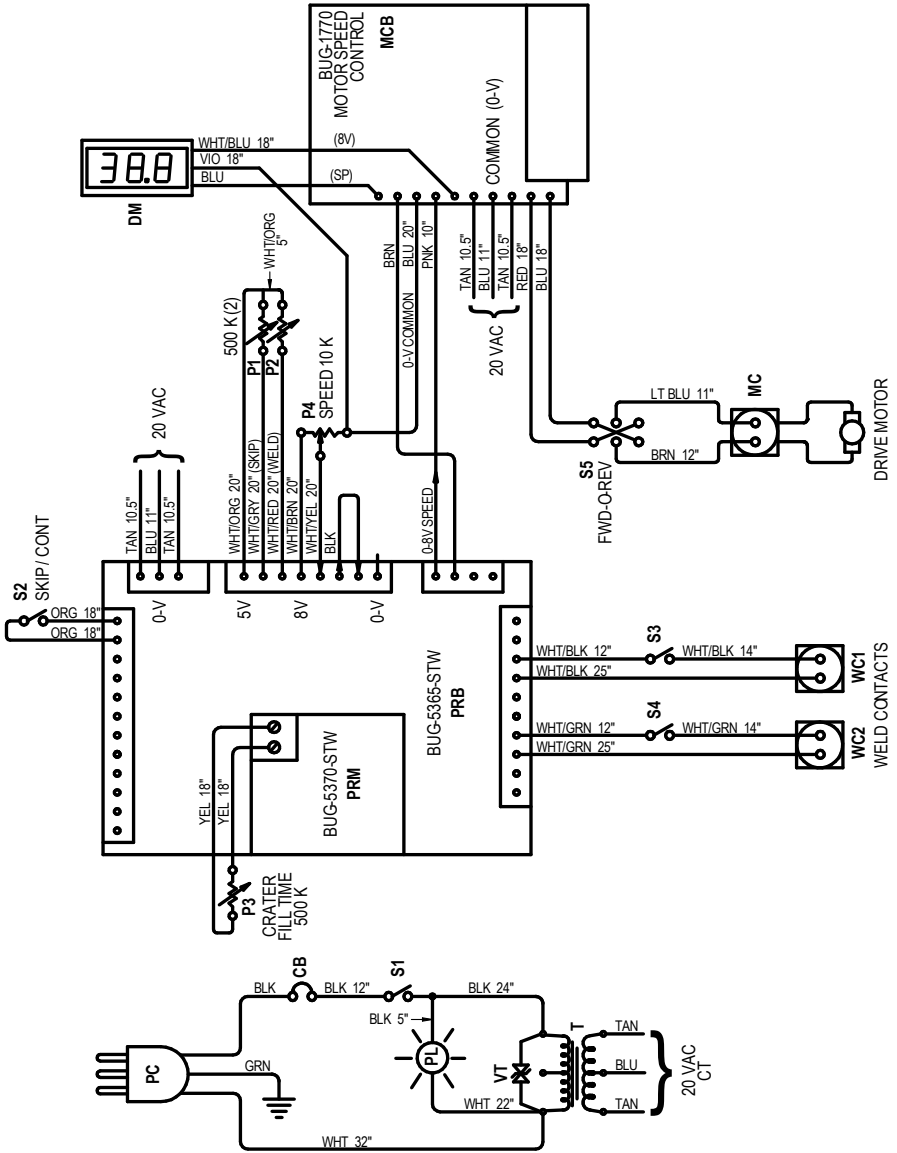 PC
GRN
WHT 32"
BLK
CB
BLK 12"
S1
BLK 24"
BLK 5"
PL
VT
WHT 22"
T
TAN
BLU
TAN
20 VAC
CT
P3
CRATER
FILL TIME
500 K
YEL 18"
YEL 18"
BUG-5370-STW
PRM
BUG-5365-STW
PRB
S2
SKIP / CONT
ORG 18"
ORG 18"
TAN 10.5"
BLU 11"
TAN 10.5"
20 VAC
0-V
5V
8V
0-V
WHT/ORG 20"
WHT/GRY 20" (SKIP)
WHT/RED 20" (WELD)
WHT/BRN 20"
WHT/YEL 20"
BLK
500 K (2)
P1
P2
WHT/ORG
5"
P4
SPEED 10 K
0-8V SPEED
0-V COMMON
BRN
BLU 20"
PNK 10"
DM
38.8
WHT/BLU 18"
VIO 18"
BLU
(8V)
(SP)
BUG-1770
MOTOR SPEED
CONTROL
MCB
COMMON (0-V)
TAN 10.5"
BLU 11"
TAN 10.5"
20 VAC
RED 18"
BLU 18"
S5
FWD-O-REV
LT BLU 11"
BRN 12"
MC
DRIVE MOTOR
WHT/BLK 12"
WHT/BLK 25"
S3
WHT/BLK 14"
WC1
WHT/GRN 12"
WHT/GRN 25"
S4
WHT/GRN 14"
WC2
WELD CONTACTS